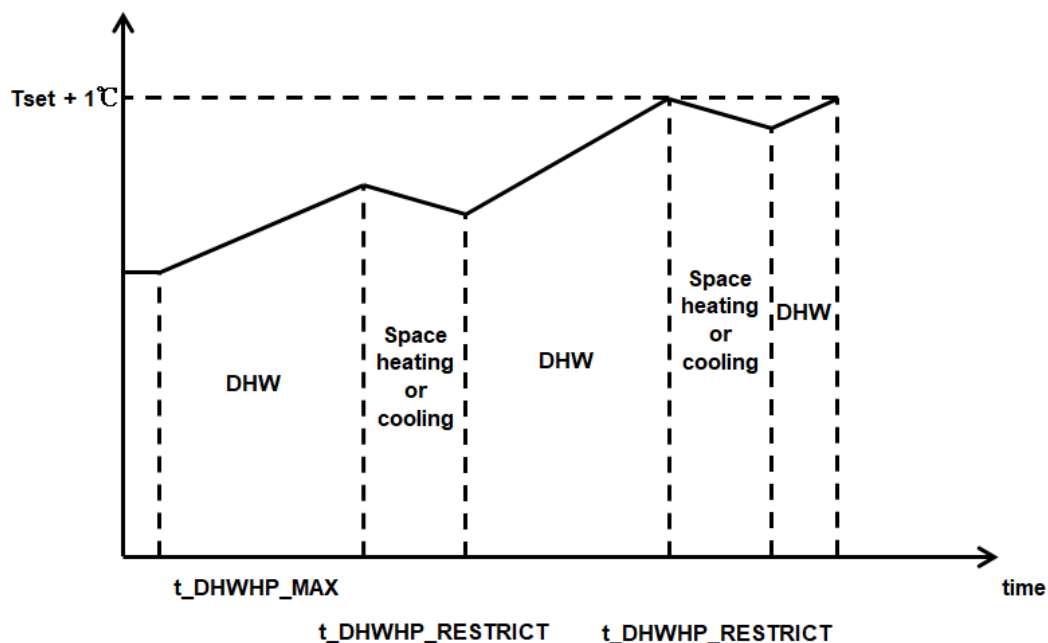 Tset + 1℃
Space
heating
or
cooling
DHW
Space
heating
or
cooling
DHW
DHW
t_DHWHP_MAX
time
t_DHWHP_RESTRICT
t_DHWHP_RESTRICT